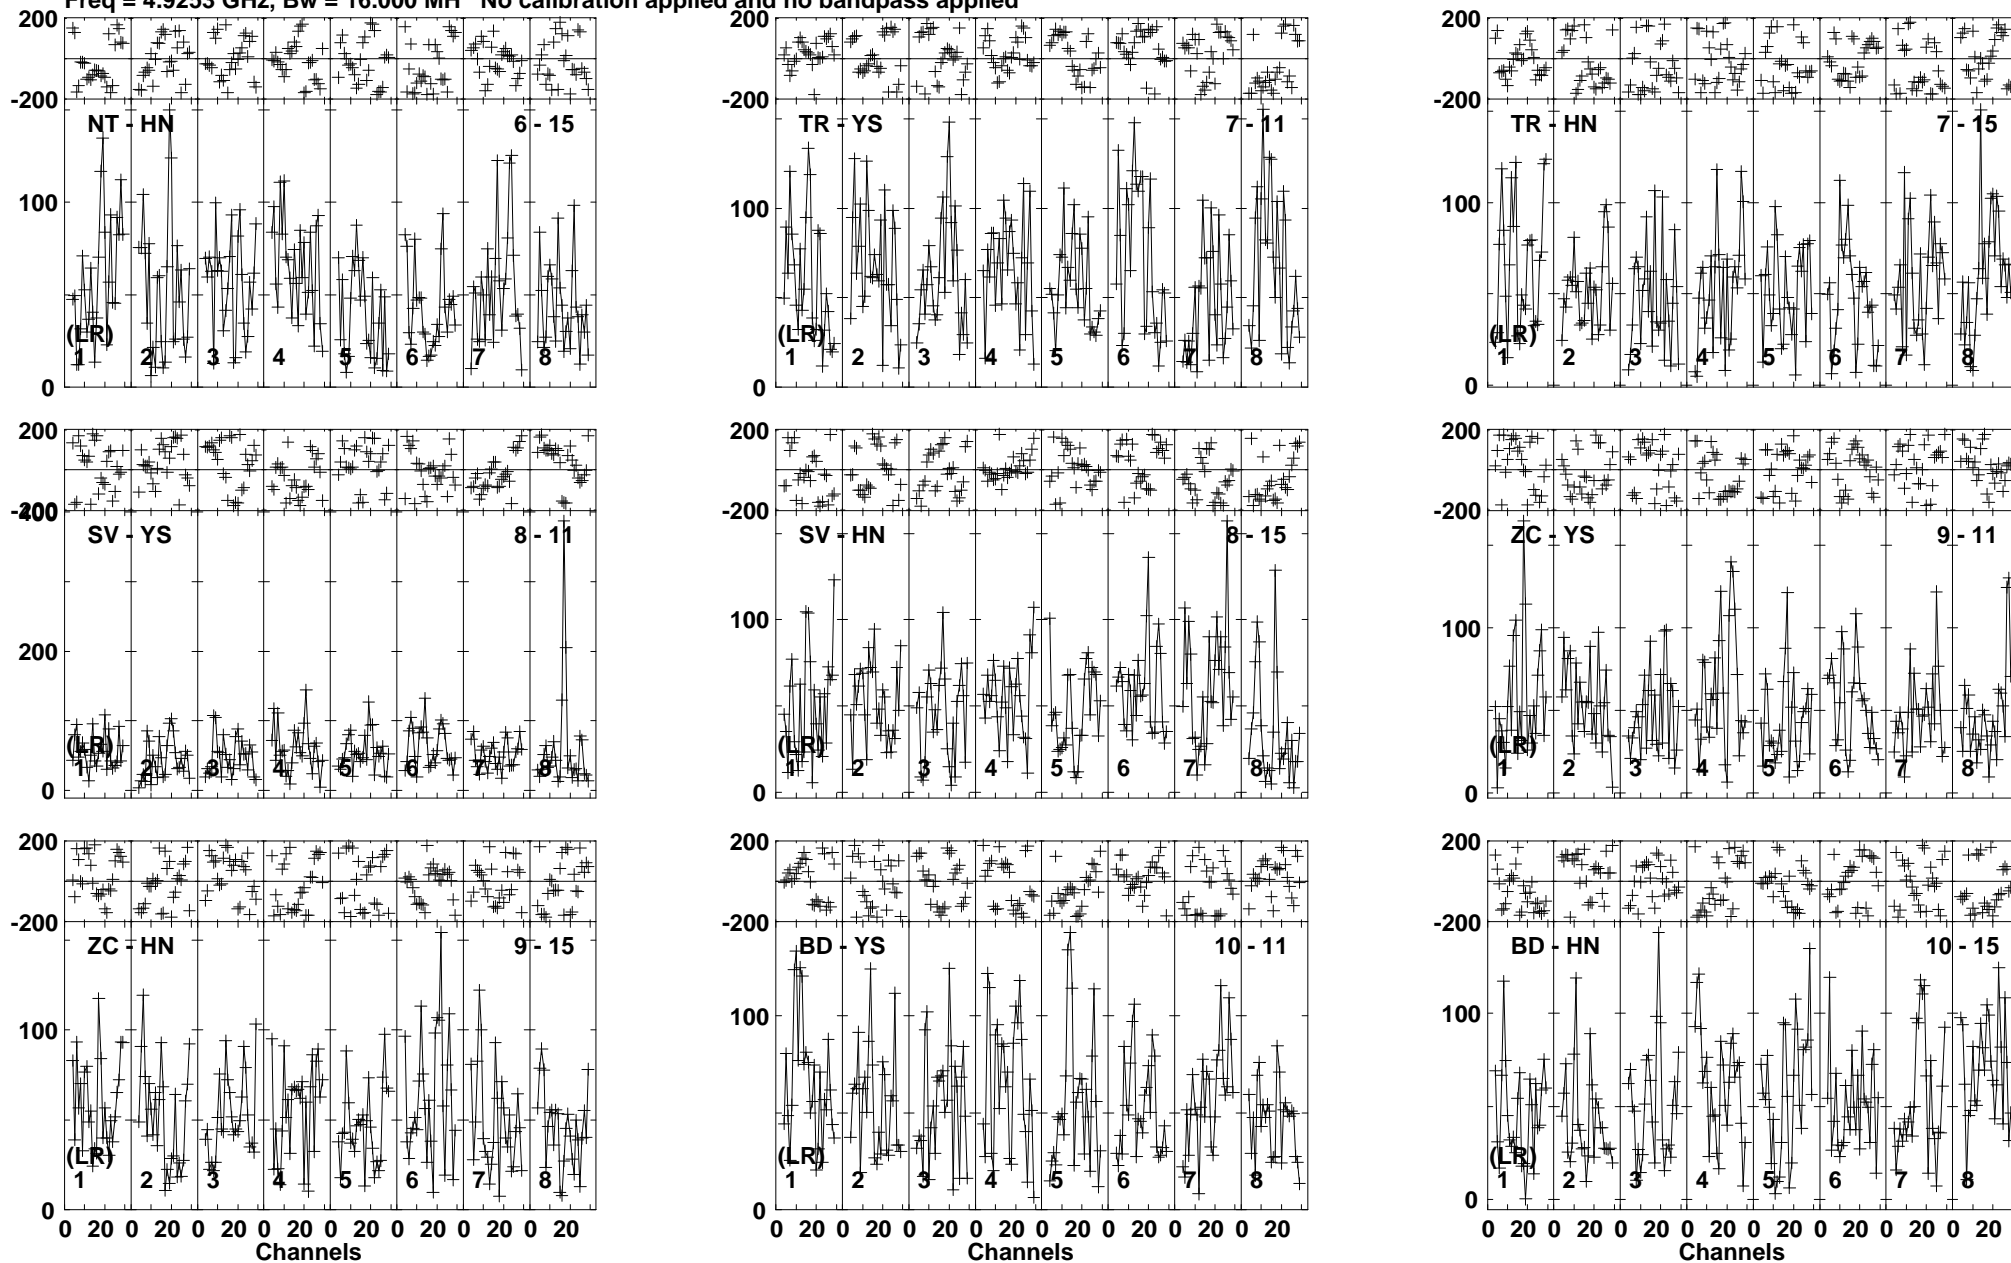 Freq = 4.9253 GHz, Bw = 16.000 MH No calibration applied and no bandpass applied
200 200 200
-200 -200 -200
NT - HN 6 - 15 TR - YS 7 - 11 TR - HN 7 - 15
100 100 100
(LR) (LR) (LR)
1 2 3 4 5 6 7 8 1 2 3 4 5 6 7 8 1 2 3 4 5 6 7 8
0 0 0
200 200 200
-200 -200 -200
400
SV - YS 8 - 11 SV - HN 8 - 15 ZC - YS 9 - 11
200 100 100
(LR) (LR) (LR)
1 2 3 4 5 6 7 8 1 2 3 4 5 6 7 8 1 2 3 4 5 6 7 8
0 0 0
200 200 200
-200 -200 -200
ZC - HN 9 - 15 BD - YS 10 - 11 BD - HN 10 - 15
100 100 100
(LR) (LR) (LR)
1 2 3 4 5 6 7 8 1 2 3 4 5 6 7 8 1 2 3 4 5 6 7 8
0 0 0
0 20 0 20 0 20 0 20 0 20 0 20 0 20 0 20 0 20 0 20 0 20 0 20 0 20 0 20 0 20 0 20 0 20 0 20 0 20 0 20 0 20 0 20 0 20 0 20
Channels Channels Channels